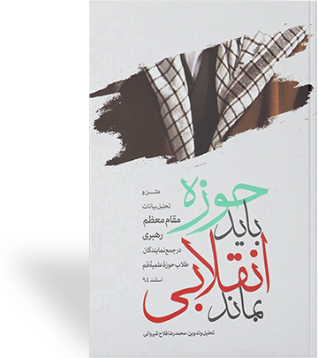 متن و
تحلیل بیانات
مقام معظم
رهبری
در جمع نمایندگان
طلاب حوزهٔ علمیهٔ قم
اسفند ۹٤
حوزه
باید
انقلابی
بماند
تحلیل و تدوین: محمدرضا فلاح شیروانی